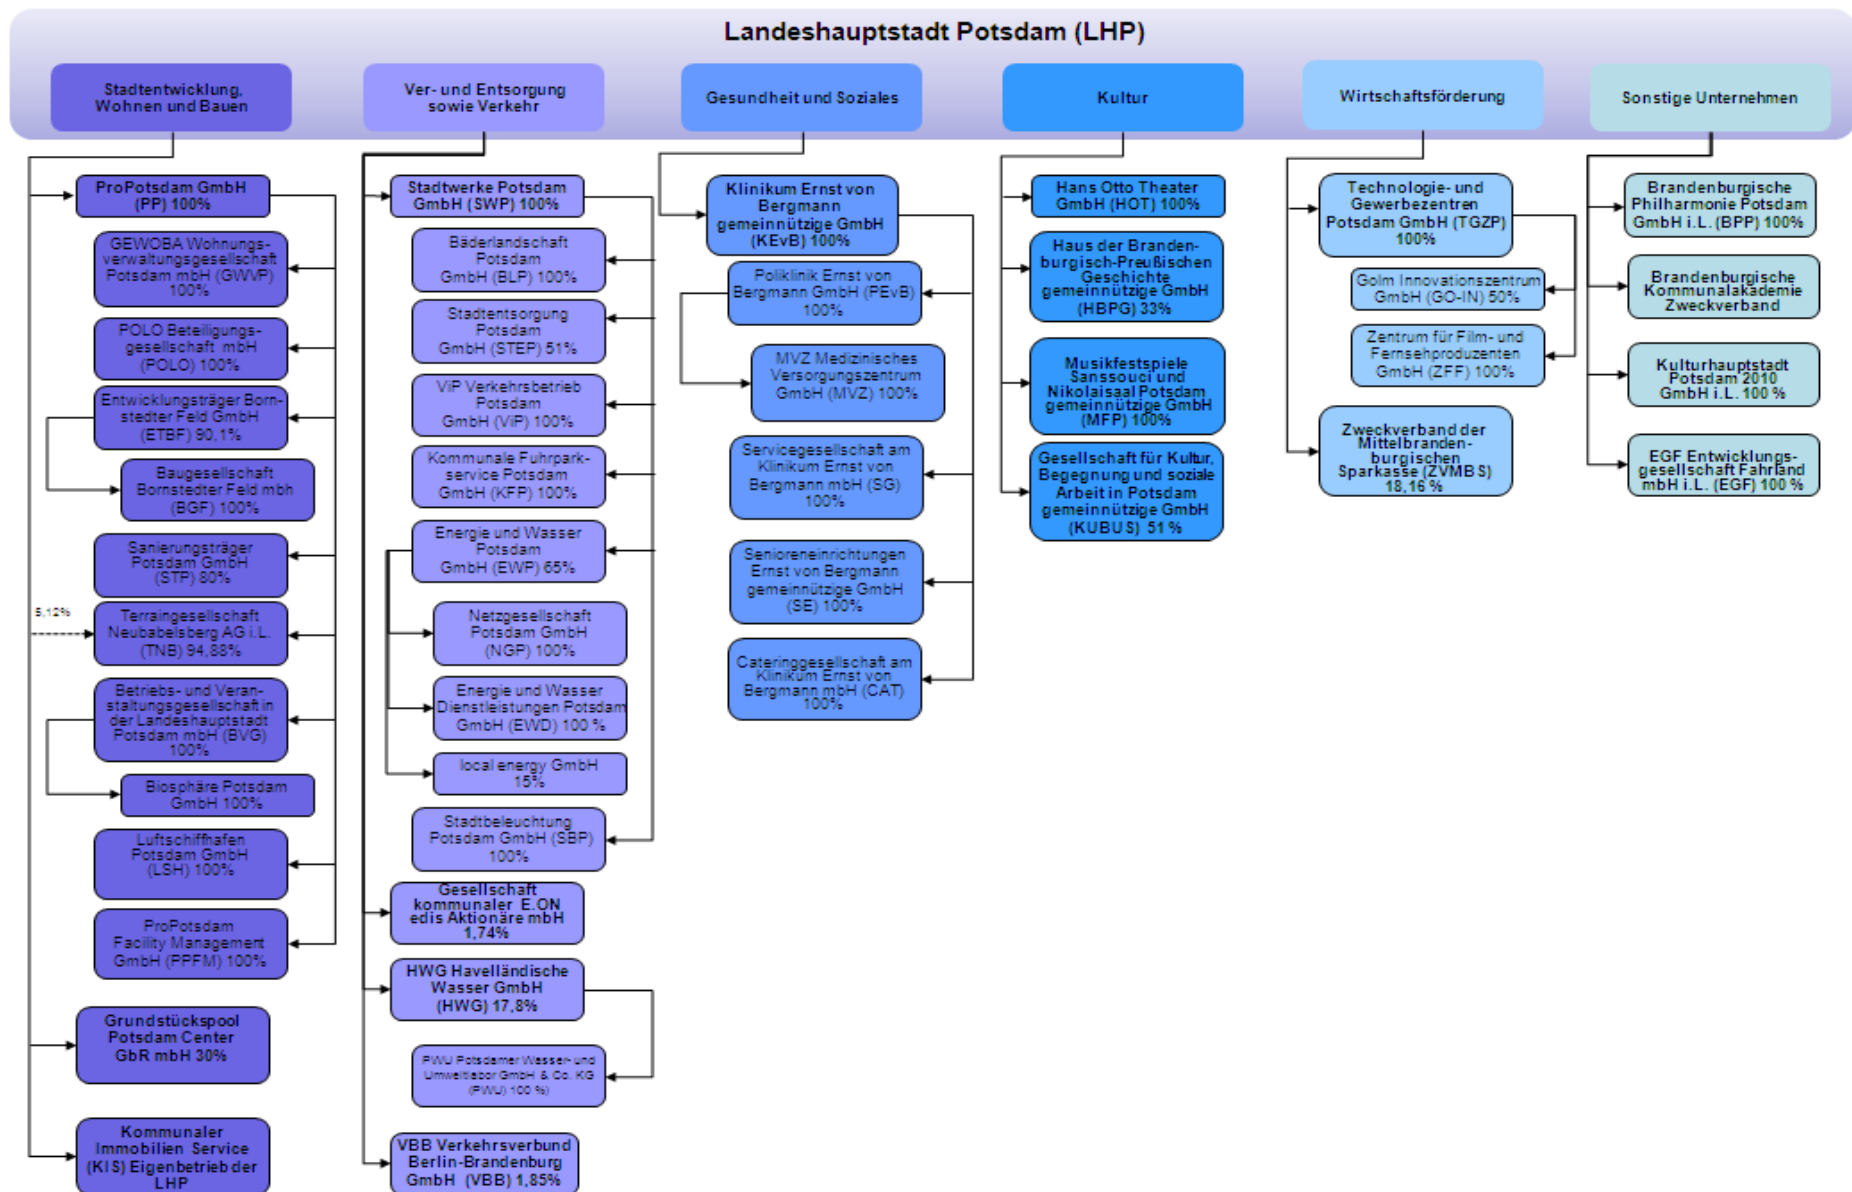 Landeshauptstadt Potsdam (LHP)
Stadtentwicklung,
Wohnen und Bauen
Ver- und Entsorgung
sowie Verkehr
Gesundheit und Soziales
Kultur
Wirtschaftsförderung
Sonstige Unternehmen
ProPotsdam GmbH
(PP) 100%
GEWOBA Wohnungs-
verwaltungsgesellschaft
Potsdam mbH (GWVP)
100%
POLO Beteiligungs-
gesellschaft mbH
(POLO) 100%
Entwicklungsträger Born-
stedter Feld GmbH
(ETBF) 90,1%
Baugesellschaft
Bornstedter Feld mbh
(BGF) 100%
Sanierungsträger
Potsdam GmbH
(STP) 80%
5,12%
Terraingesellschaft
Neubabelsberg AG i.L.
(TNB) 94,88%
Betriebs- und Veran-
staltungsgesellschaft in
der Landeshauptstadt
Potsdam mbH (BVG)
100%
Biosphäre Potsdam
GmbH 100%
Luftschiffhafen
Potsdam GmbH
(LSH) 100%
ProPotsdam
Facility Management
GmbH (PPFM) 100%
Grundstückspool
Potsdam Center
GbR mbH 30%
Kommunaler
Immobilien Service
(KIS) Eigenbetrieb der
LHP
Stadtwerke Potsdam
GmbH (SWP) 100%
Bäderlandschaft
Potsdam
GmbH (BLP) 100%
Stadtentsorgung
Potsdam
GmbH (STEP) 51%
ViP Verkehrsbetrieb
Potsdam
GmbH (ViP) 100%
Kommunale Fuhrpark-
service Potsdam
GmbH (KFP) 100%
Energie und Wasser
Potsdam
GmbH (EWP) 65%
Netzgesellschaft
Potsdam GmbH
(NGP) 100%
Energie und Wasser
Dienstleistungen Potsdam
GmbH (EWD) 100 %
local energy GmbH
15%
Stadtbeleuchtung
Potsdam GmbH (SBP)
100%
Gesellschaft
kommunaler E.ON
edis Aktionäre mbH
1,74%
HWG Havelländische
Wasser GmbH
(HWG) 17,8%
PWU Potsdamer Wasser- und
Umweltlabor GmbH & Co. KG
(PWU) 100 %)
VBB Verkehrsverbund
Berlin-Brandenburg
GmbH (VBB) 1,85%
Klinikum Ernst von
Bergmann
gemeinnützige GmbH
(KEvB) 100%
Poliklinik Ernst von
Bergmann GmbH (PEvB)
100%
MVZ Medizinisches
Versorgungszentrum
GmbH (MVZ) 100%
Servicegesellschaft am
Klinikum Ernst von
Bergmann mbH (SG)
100%
Senioreneinrichtungen
Ernst von Bergmann
gemeinnützige GmbH
(SE) 100%
Cateringgesellschaft am
Klinikum Ernst von
Bergmann mbH (CAT)
100%
Hans Otto Theater
GmbH (HOT) 100%
Haus der Branden-
burgisch-Preußischen
Geschichte
gemeinnützige GmbH
(HBPG) 33%
Musikfestspiele
Sanssouci und
Nikolaisaal Potsdam
gemeinnützige GmbH
(MFP) 100%
Gesellschaft für Kultur,
Begegnung und soziale
Arbeit in Potsdam
gemeinnützige GmbH
(KUBUS) 51 %
Technologie- und
Gewerbezentren
Potsdam GmbH (TGZP)
100%
Golm Innovationszentrum
GmbH (GO-IN) 50%
Zentrum für Film- und
Fernsehproduzenten
GmbH (ZFF) 100%
Zweckverband der
Mittelbranden-
burgischen
Sparkasse (ZVMBS)
18,16 %
Brandenburgische
Philharmonie Potsdam
GmbH i.L. (BPP) 100%
Brandenburgische
Kommunalakademie
Zweckverband
Kulturhauptstadt
Potsdam 2010
GmbH i.L. 100 %
EGF Entwicklungs-
gesellschaft Fahrland
mbH i.L. (EGF) 100 %